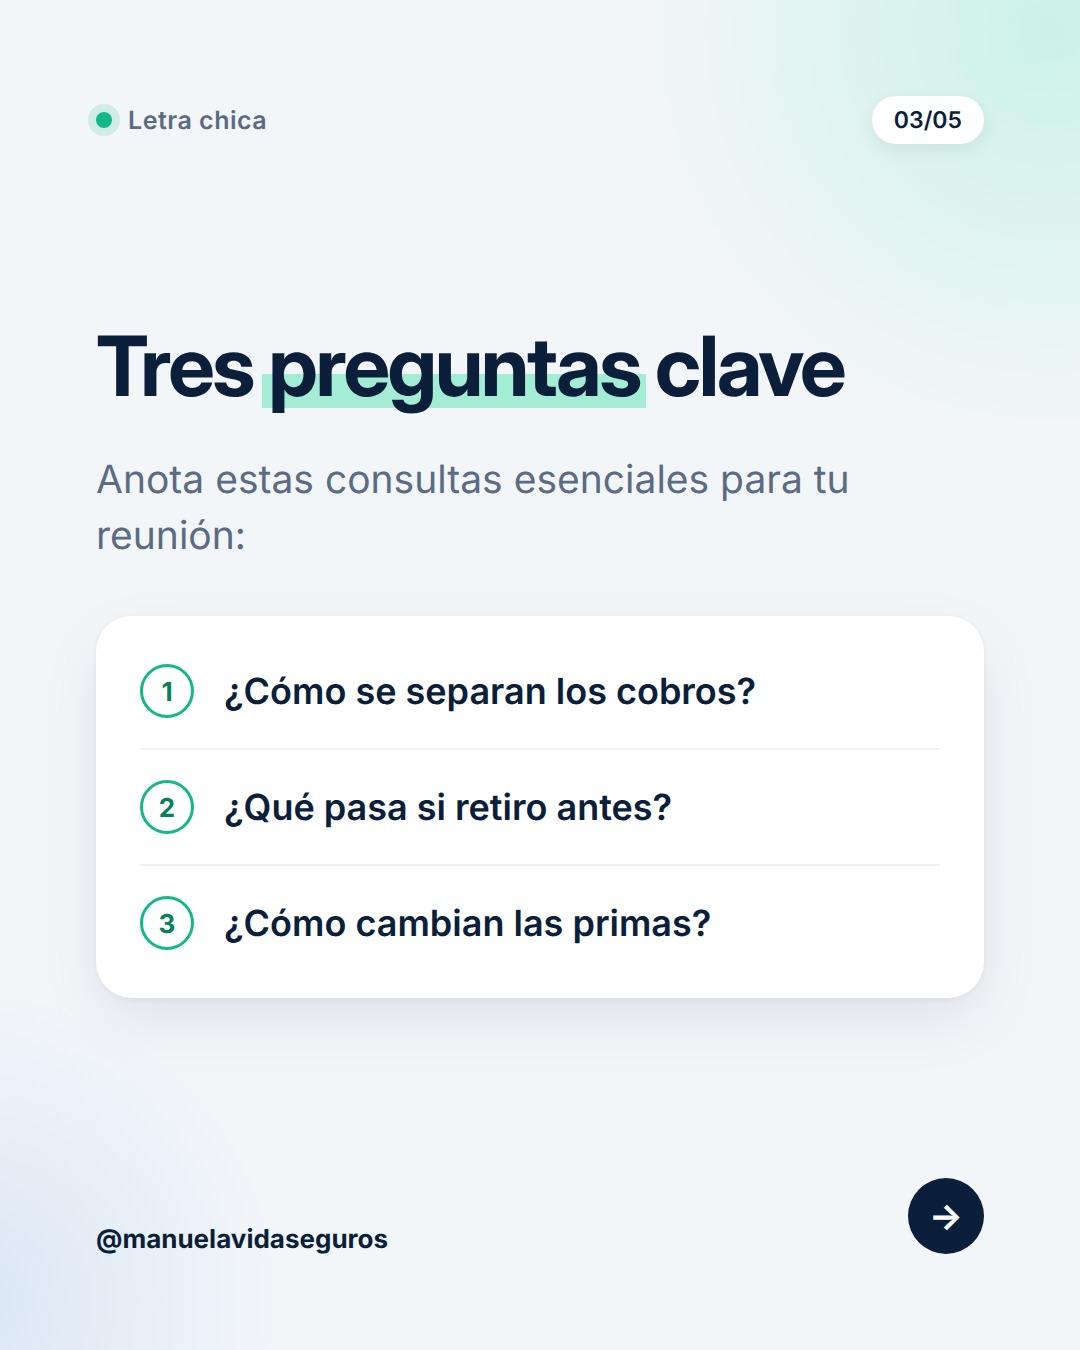 Letra chica
03/05
Tres preguntas clave
Anota estas consultas esenciales para tu
reunión:
1 ¿Cómo se separan los cobros?
2 ¿Qué pasa si retiro antes?
3 ¿Cómo cambian las primas?
@manuelavidaseguros
→